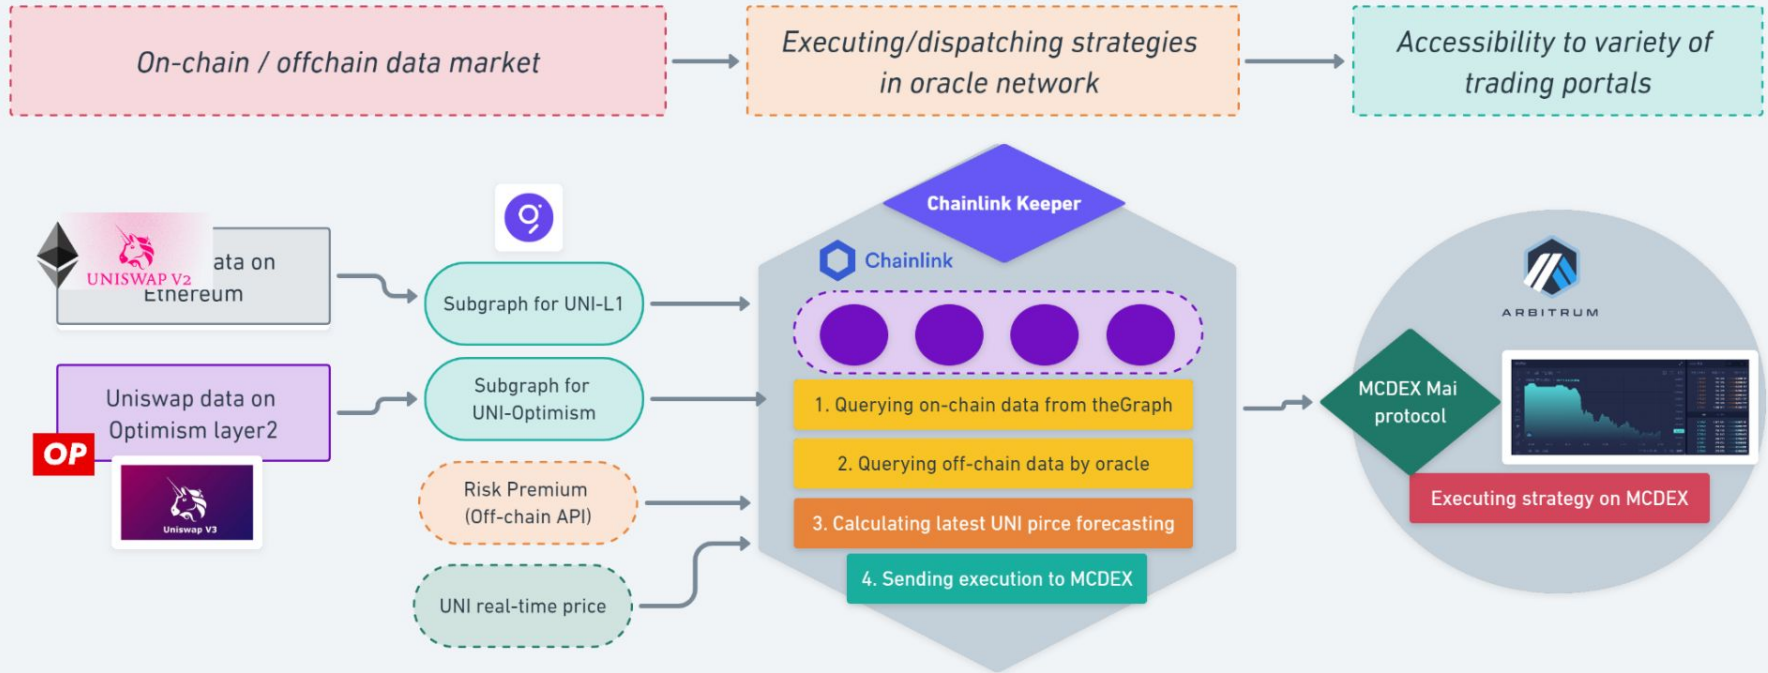 On-chain / offchain data market
Executing/dispatching strategies
in oracle network
Accessibility to variety of
trading portals
UNISWAP V2
ata on
Ethereum
Subgraph for UNI-L1
Uniswap data on
Optimism layer2
OP
Uniswap V3
Subgraph for
UNI-Optimism
Risk Premium
(Off-chain API)
UNI real-time price
Chainlink Keeper
Chainlink
1. Querying on-chain data from theGraph
2. Querying off-chain data by oracle
3. Calculating latest UNI pirce forecasting
4. Sending execution to MCDEX
ARBITRUM
MCDEX Mai
protocol
Executing strategy on MCDEX